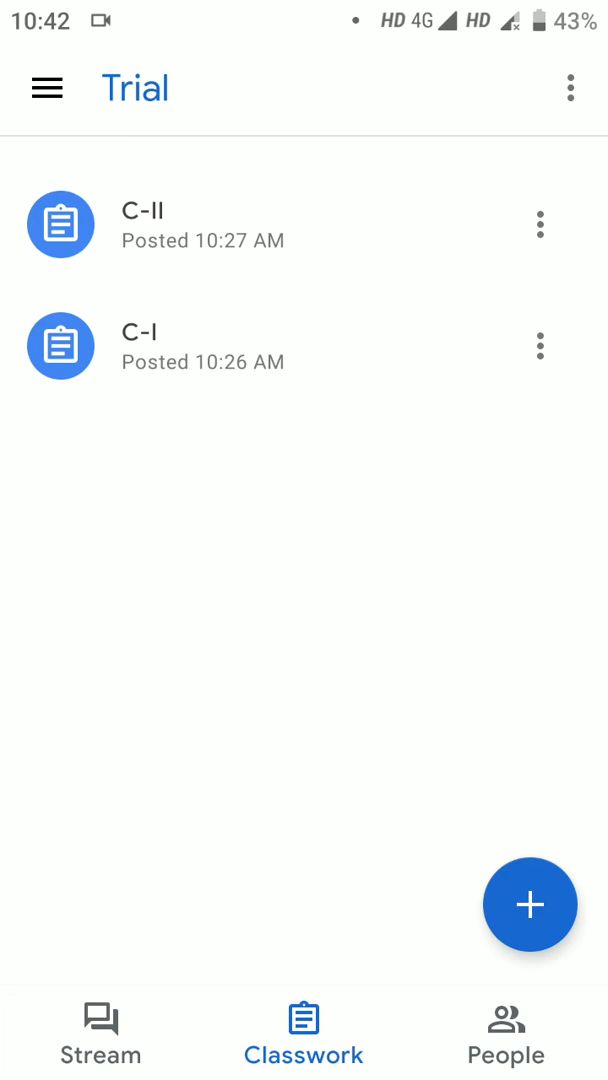 10:42 HD 4G HD 43%
Trial
C-II
Posted 10:27 AM
C-I
Posted 10:26 AM
Stream Classwork People